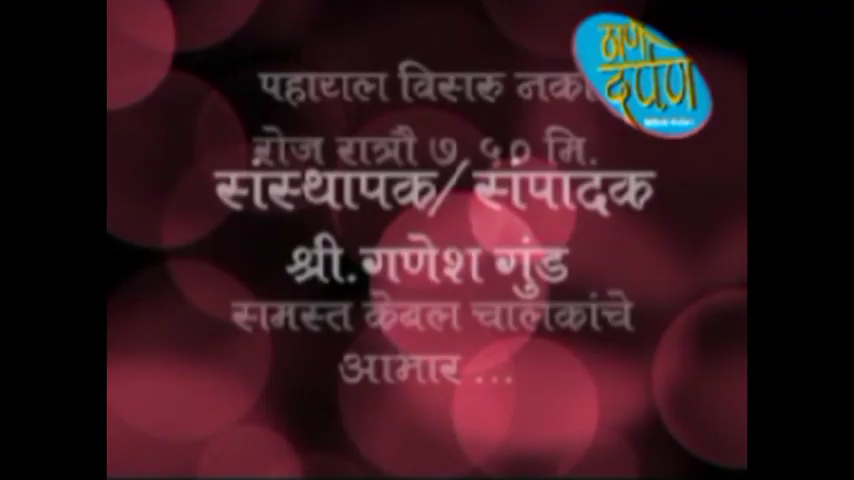 ठाणे
दर्पण
पहायला विसरु नका
रोज रात्रौ ७.५० मि.
संस्थापक/संपादक
श्री.गणेश गुंड
समस्त केबल चालकांचे
आभार ...